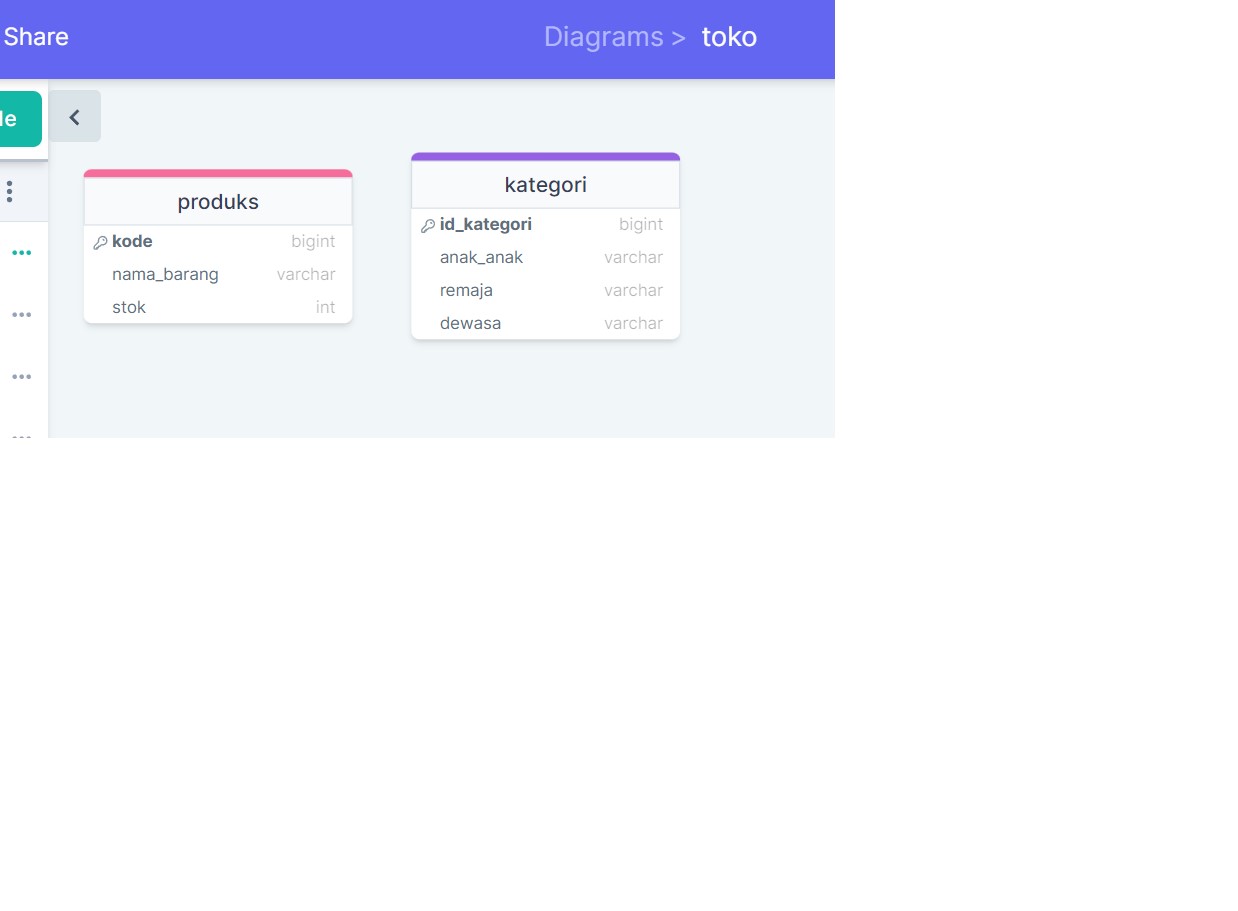 Share
Diagrams > toko
produks
kode bigint
nama_barang varchar
stok int
kategori
id_kategori bigint
anak_anak varchar
remaja varchar
dewasa varchar